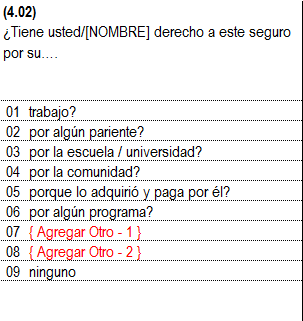 (4.02)
¿Tiene usted/[NOMBRE] derecho a este seguro
por su....
01 trabajo?
02 por algún pariente?
03 por la escuela / universidad?
04 por la comunidad?
05 porque lo adquirió y paga por él?
06 por algún programa?
07 { Agregar Otro - 1 }
08 { Agregar Otro - 2 }
09 ninguno